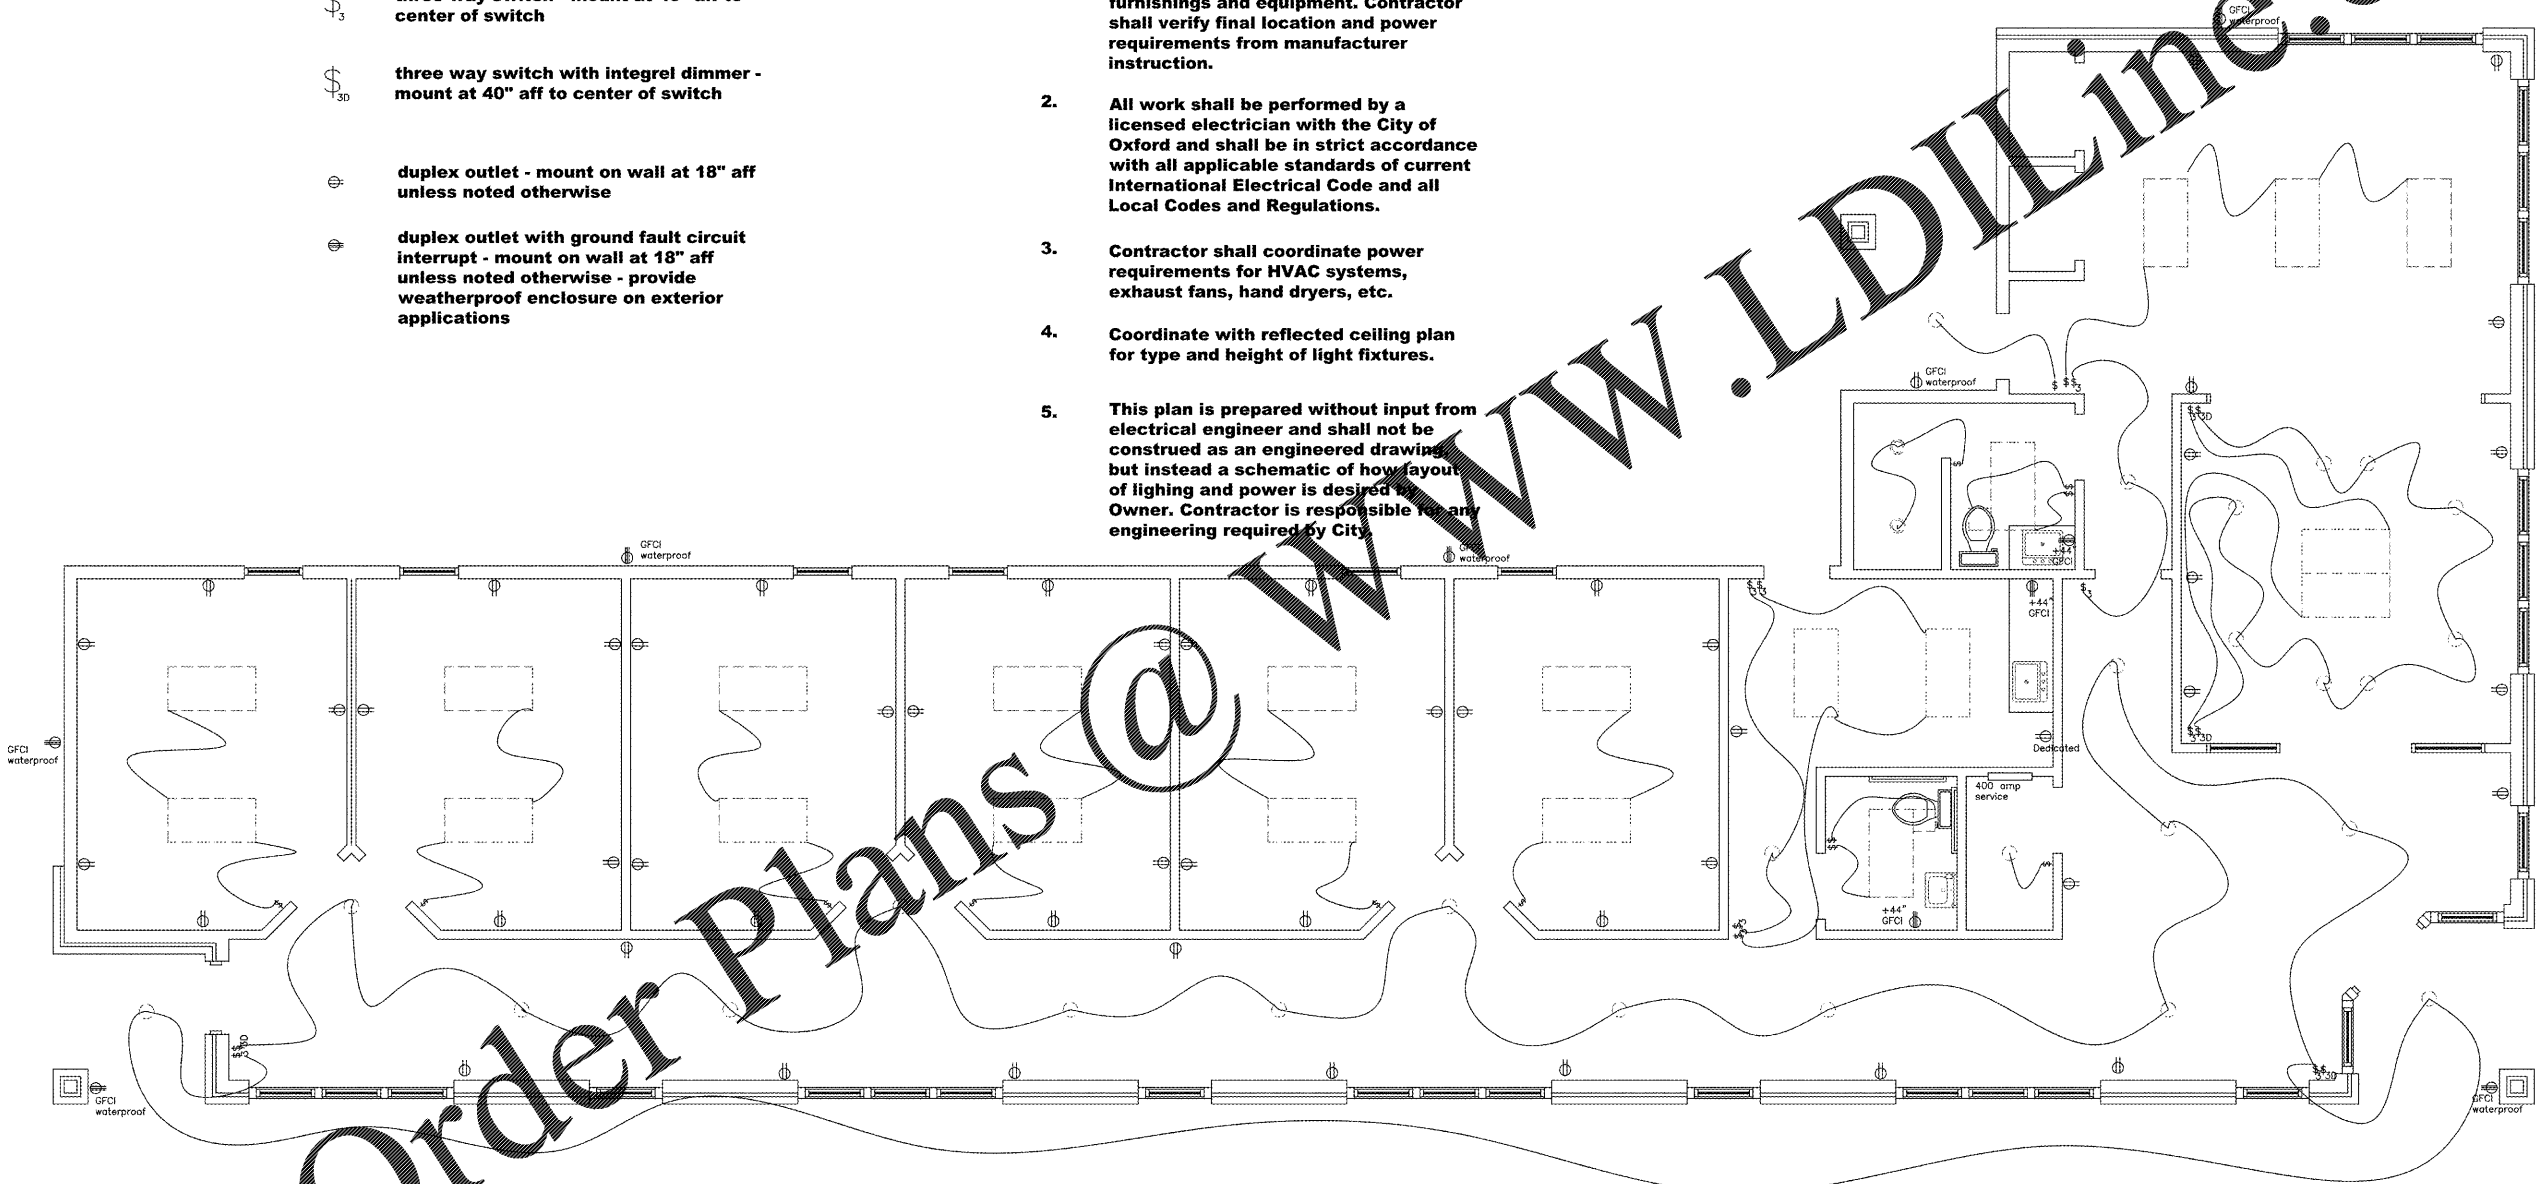 center of switch
$3D
three way switch with integrel dimmer -
mount at 40" aff to center of switch
duplex outlet - mount on wall at 18" aff
unless noted otherwise
duplex outlet with ground fault circuit
interrupt - mount on wall at 18" aff
unless noted otherwise - provide
weatherproof enclosure on exterior
applications
furnishings and equipment. Contractor
shall verify final location and power
requirements from manufacturer
instruction.
2. All work shall be performed by a
licensed electrician with the City of
Oxford and shall be in strict accordance
with all applicable standards of current
International Electrical Code and all
Local Codes and Regulations.
3. Contractor shall coordinate power
requirements for HVAC systems,
exhaust fans, hand dryers, etc.
4. Coordinate with reflected ceiling plan
for type and height of light fixtures.
5. This plan is prepared without input from
electrical engineer and shall not be
construed as an engineered drawing,
but instead a schematic of how layout
of lighing and power is desired by
Owner. Contractor is responsible for any
engineering required by City.
Order Plans @ www.LDILine.
GFCI
waterproof
GFCI
waterproof
GFCI
waterproof
GFCI
waterproof
GFCI
waterproof
+44"
GFCI
+44"
GFCI
Dedicated
400 amp
service
+44"
GFCI
GFCI
waterproof
GFCI
waterproof